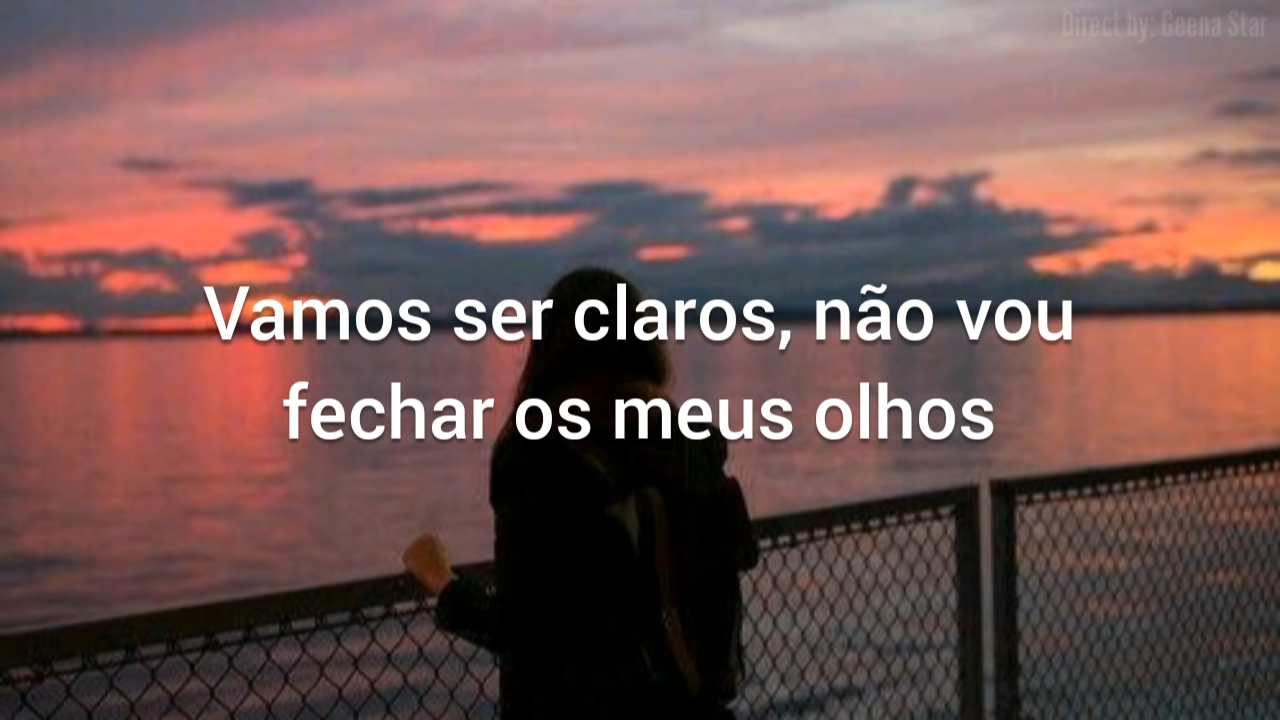 Direct by: Geena Star
Vamos ser claros, não vou
fechar os meus olhos